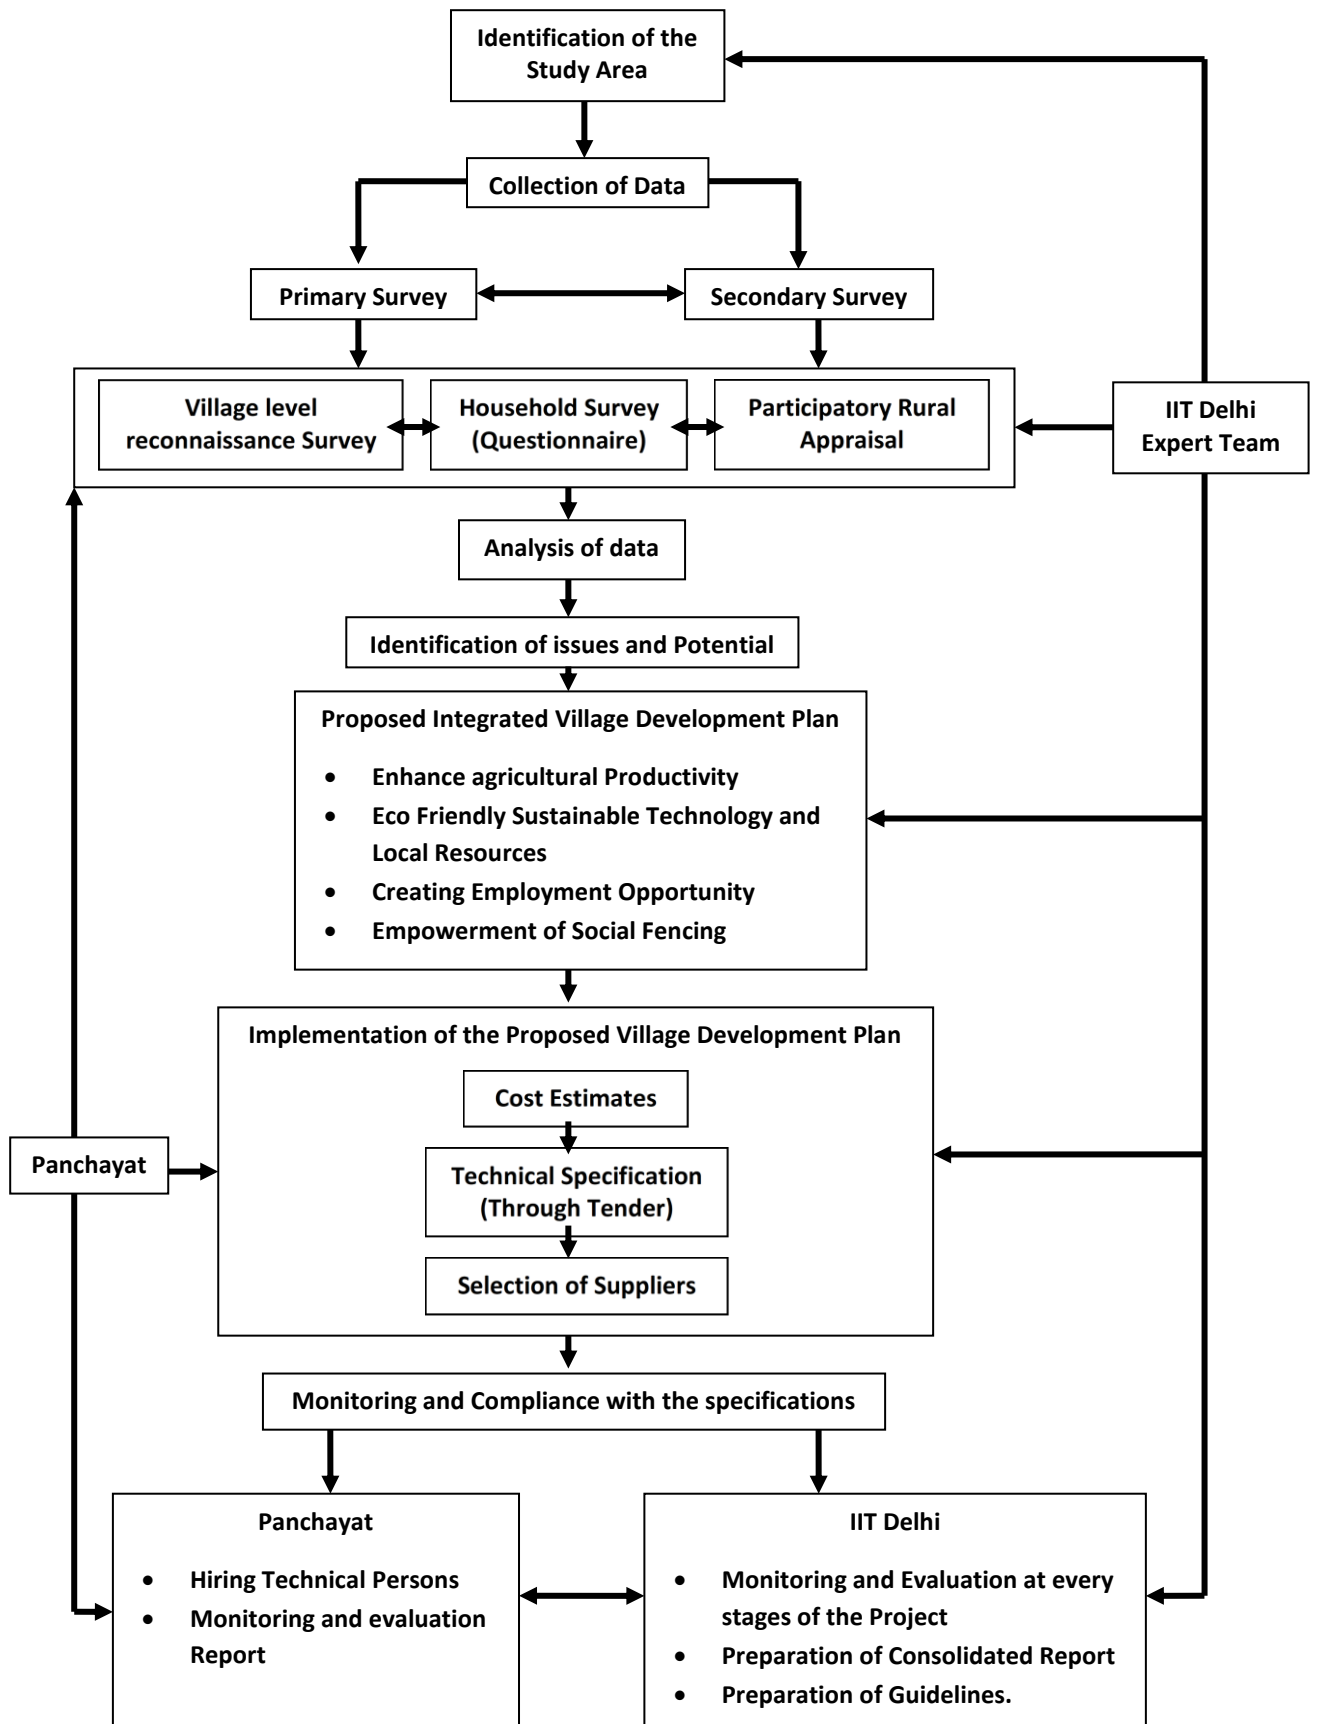 Identification of the
Study Area
Collection of Data
Primary Survey
Secondary Survey
Village level
reconnaissance Survey
Household Survey
(Questionnaire)
Participatory Rural
Appraisal
IIT Delhi
Expert Team
Analysis of data
Identification of issues and Potential
Proposed Integrated Village Development Plan
• Enhance agricultural Productivity
• Eco Friendly Sustainable Technology and
Local Resources
• Creating Employment Opportunity
• Empowerment of Social Fencing
Implementation of the Proposed Village Development Plan
Cost Estimates
Panchayat
Technical Specification
(Through Tender)
Selection of Suppliers
Monitoring and Compliance with the specifications
Panchayat
• Hiring Technical Persons
• Monitoring and evaluation
Report
IIT Delhi
• Monitoring and Evaluation at every
stages of the Project
• Preparation of Consolidated Report
• Preparation of Guidelines.